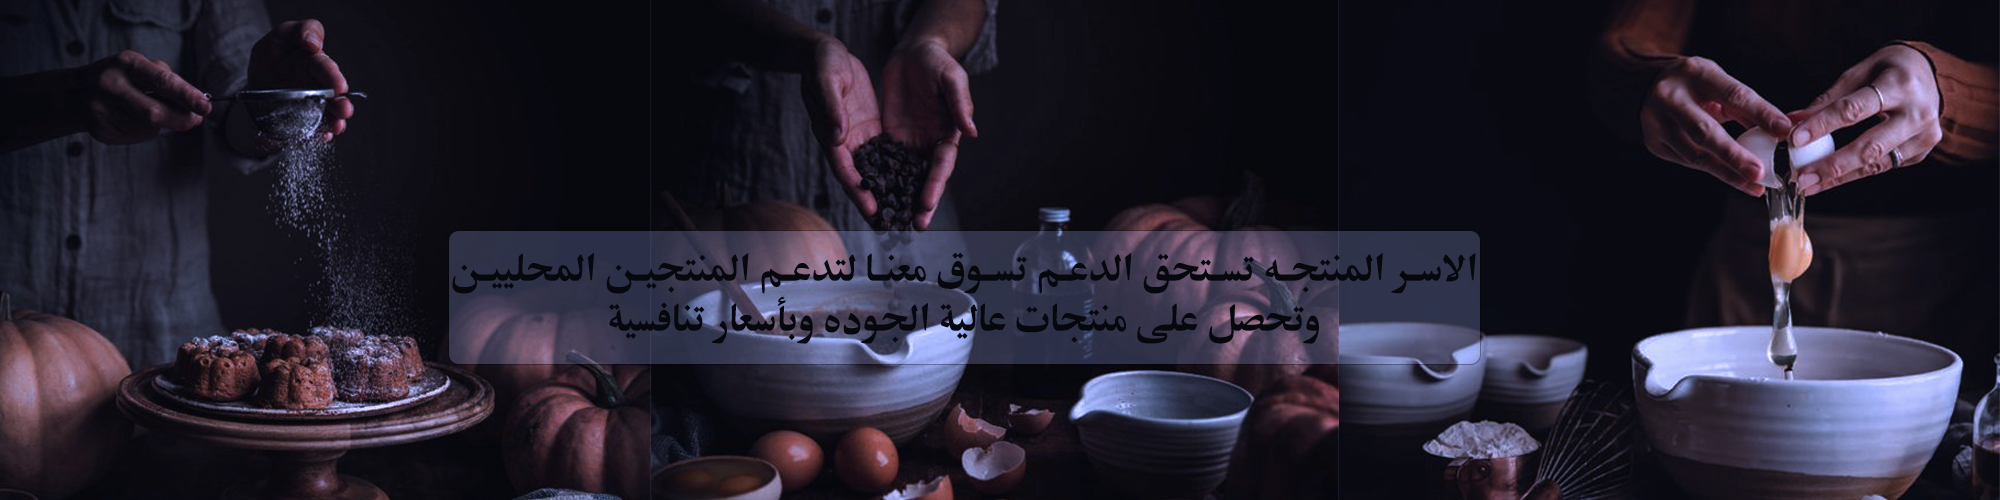 الاسر المنتجه تستحق الدعم تسوق معنا لتدعم المنتجين المحليين
وتحصل على منتجات عالية الجوده وبأسعار تنافسية